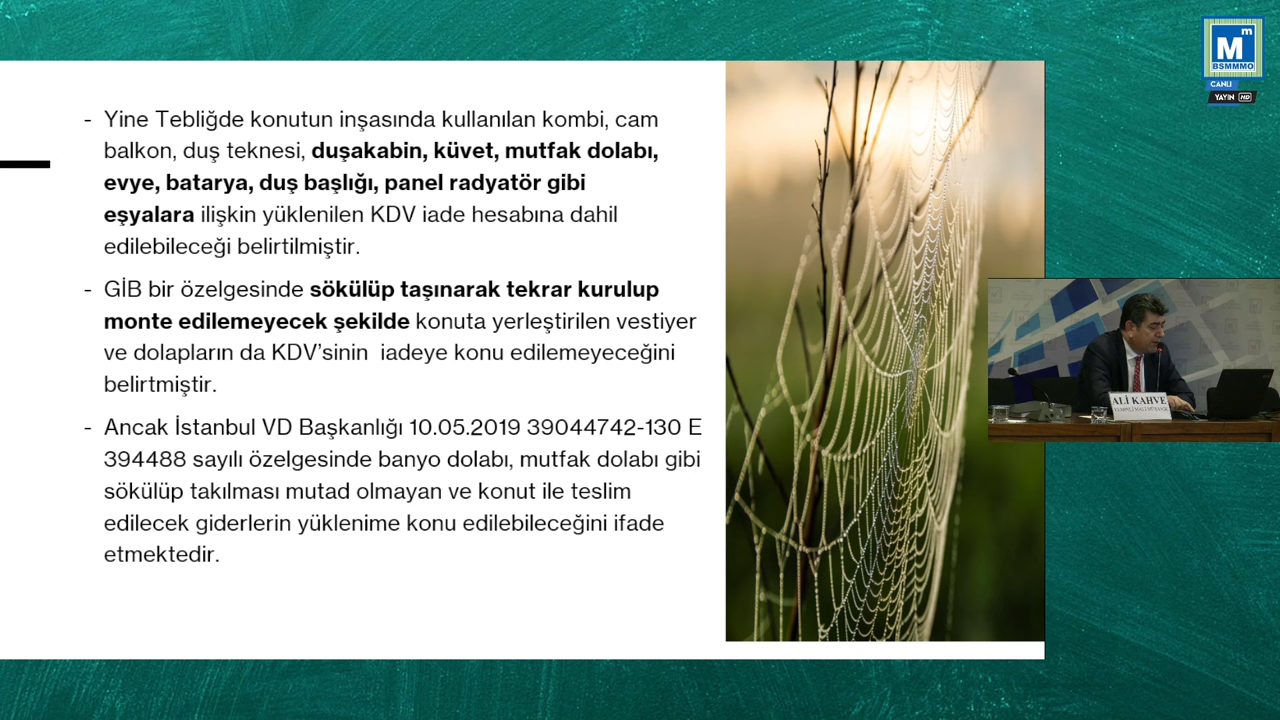 - Yine Tebliğde konutun inşasında kullanılan kombi, cam
balkon, duş teknesi, duşakabin, küvet, mutfak dolabı,
evye, batarya, duş başlığı, panel radyatör gibi
eşyalara ilişkin yüklenilen KDV iade hesabına dahil
edilebileceği belirtilmiştir.
- GİB bir özelgesinde sökülüp taşınarak tekrar kurulup
monte edilemeyecek şekilde konuta yerleştirilen vestiyer
ve dolapların da KDV’sinin iadeye konu edilemeyeceğini
belirtmiştir.
- Ancak İstanbul VD Başkanlığı 10.05.2019 39044742-130 E
394488 sayılı özelgesinde banyo dolabı, mutfak dolabı gibi
sökülüp takılması mutad olmayan ve konut ile teslim
edilecek giderlerin yüklenime konu edilebileceğini ifade
etmektedir.
Mm
BSMMMO
CANLI
YAYIN HD
ALİ KAHVE